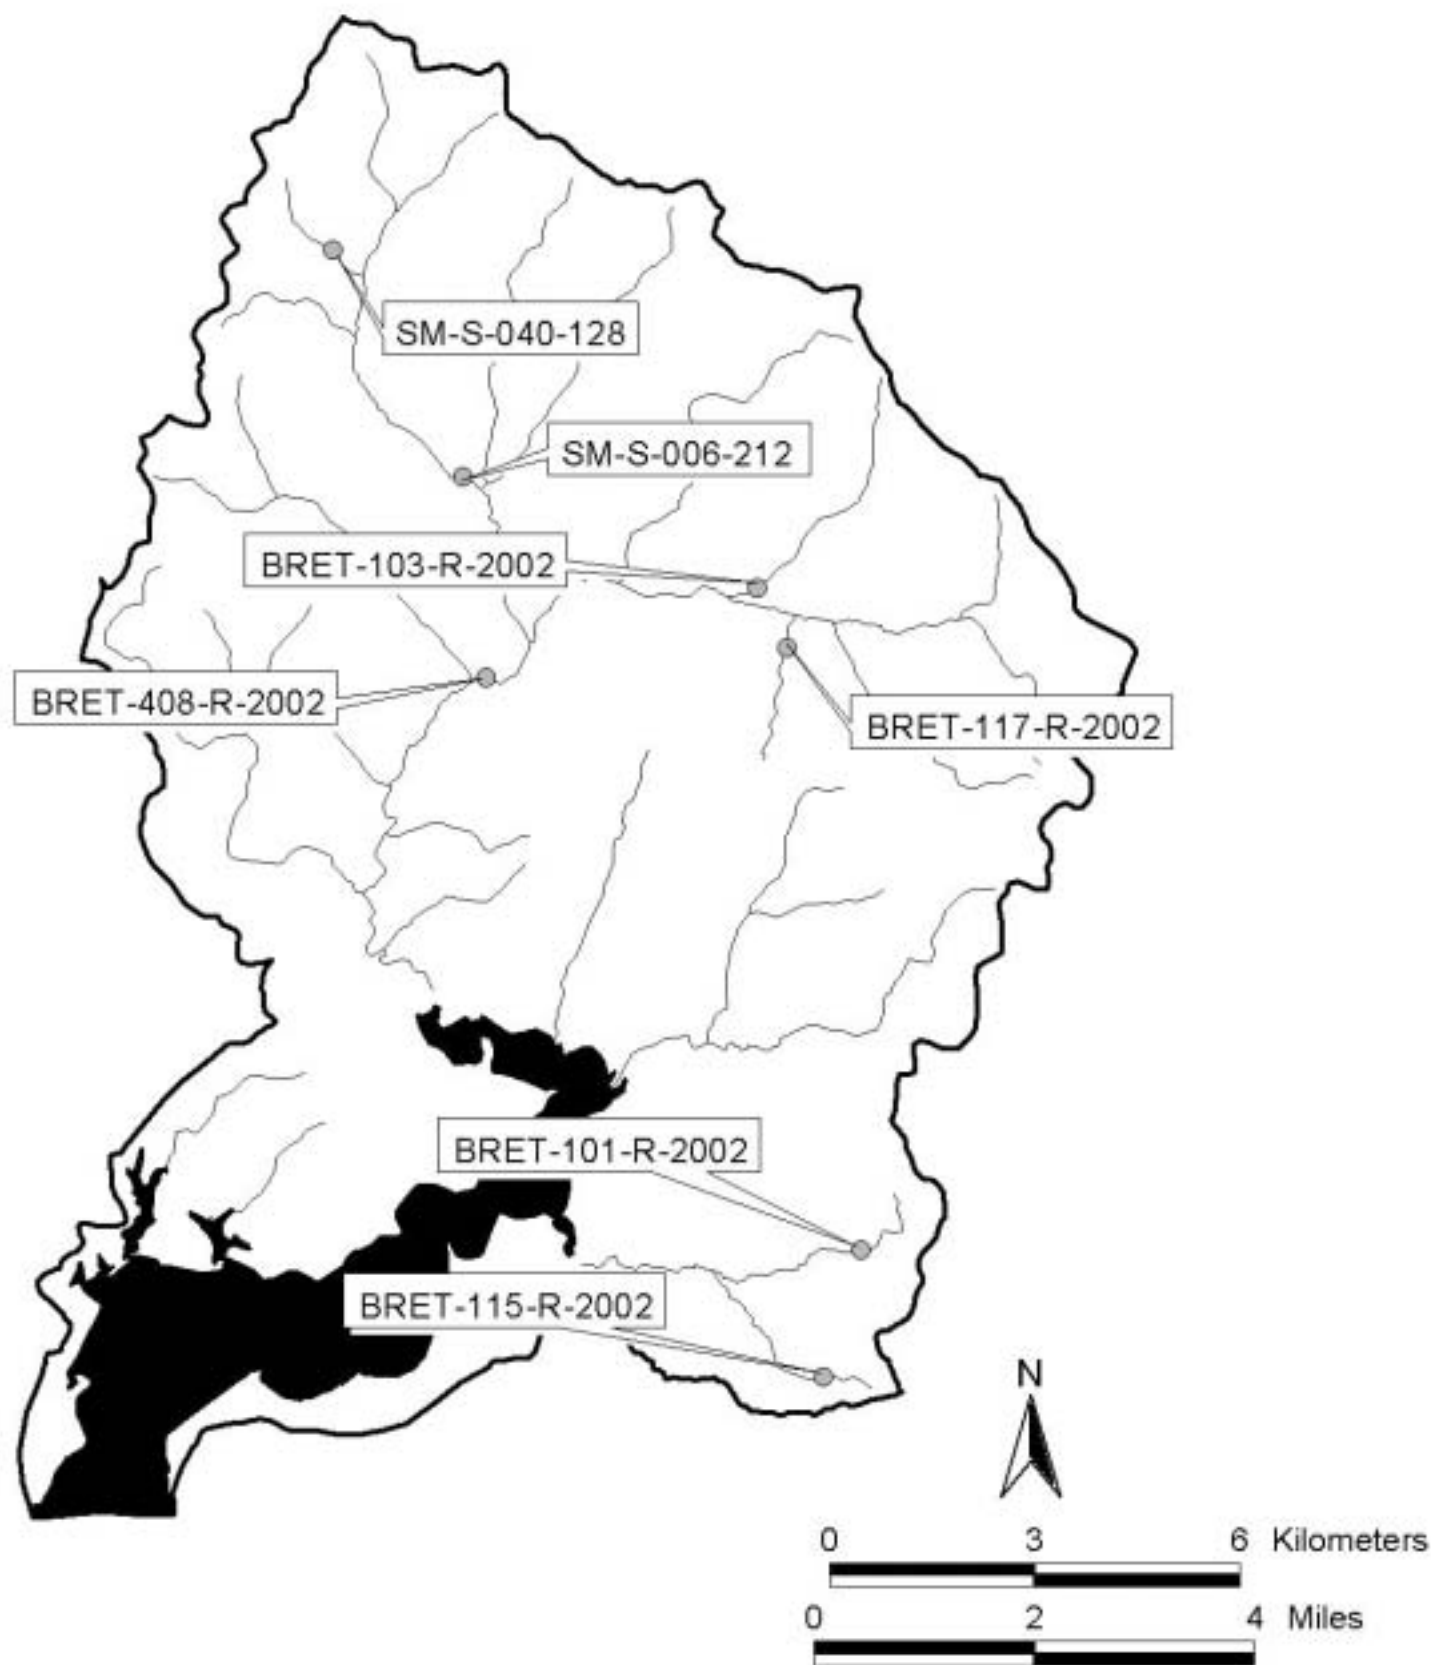 SM-S-040-128
SM-S-006-212
BRET-103-R-2002
BRET-408-R-2002
BRET-117-R-2002
BRET-101-R-2002
BRET-115-R-2002
N
0 3 6 Kilometers
0 2 4 Miles